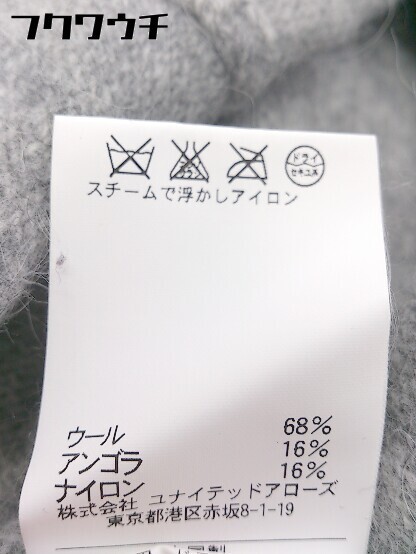 フクワウチ
ドライ
セキユ系
スチームで浮かしアイロン
ウール 68%
アンゴラ 16%
ナイロン 16%
株式会社 ユナイテッドアローズ
東京都港区赤坂8-1-19